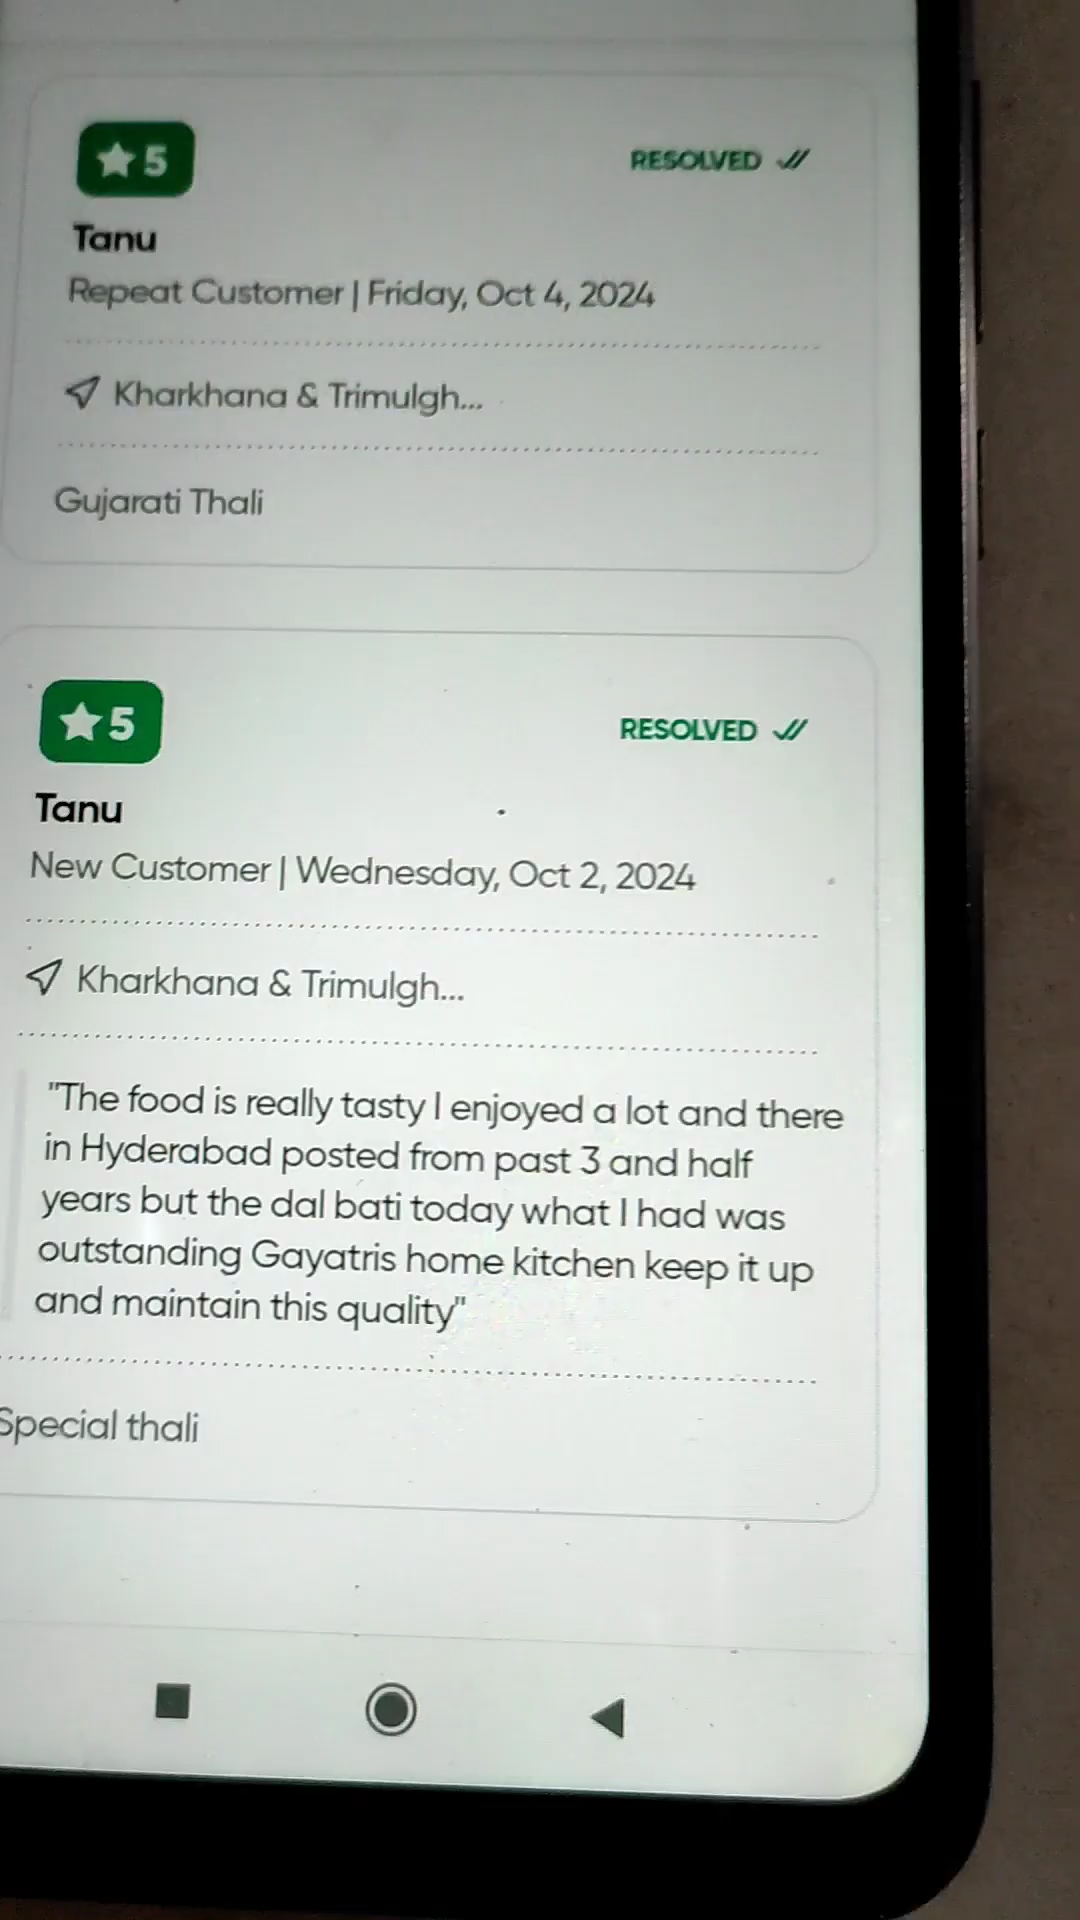 5
RESOLVED
Tanu
Repeat Customer | Friday, Oct 4, 2024
Kharkhana & Trimulgh...
Gujarati Thali
5
RESOLVED
Tanu
New Customer | Wednesday, Oct 2, 2024
Kharkhana & Trimulgh...
"The food is really tasty I enjoyed a lot and there
in Hyderabad posted from past 3 and half
years but the dal bati today what I had was
outstanding Gayatris home kitchen keep it up
and maintain this quality"
Special thali